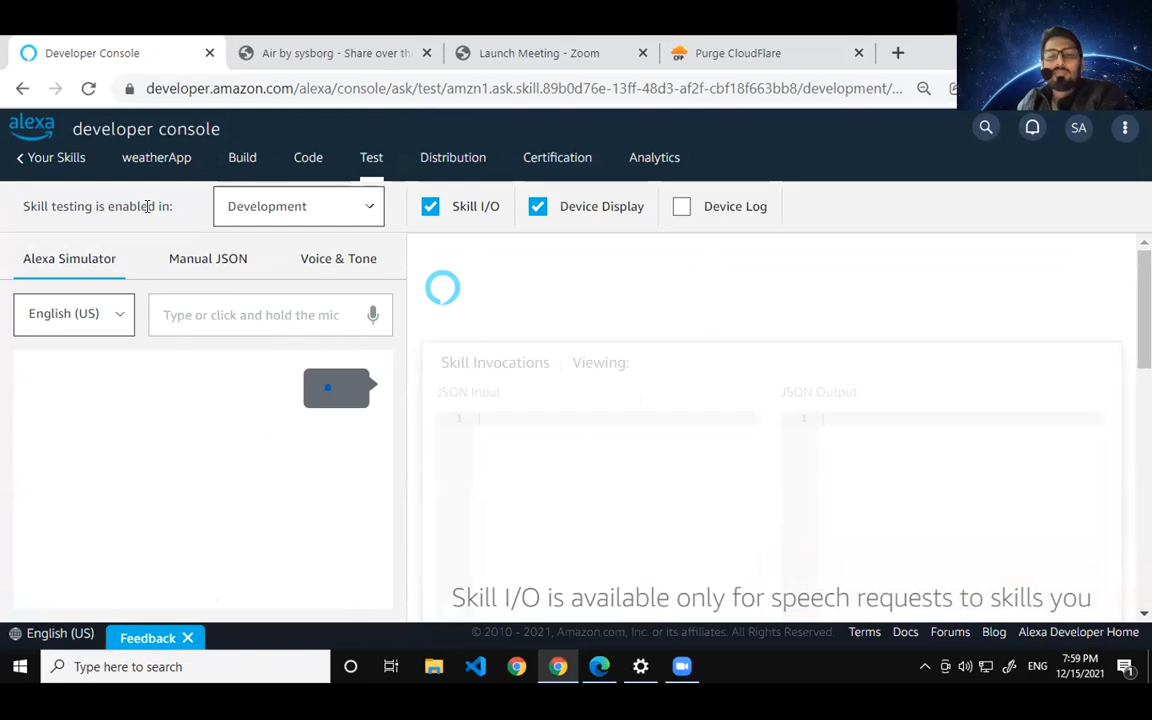 Developer Console
Air by sysborg - Share over the
Launch Meeting - Zoom
Purge CloudFlare
developer.amazon.com/alexa/console/ask/test/amzn1.ask.skill.89b0d76e-13ff-48d3-af2f-cbf18f663bb8/development/...
alexa developer console
SA
Your Skills
weatherApp
Build
Code
Test
Distribution
Certification
Analytics
Skill testing is enabled in:
Development
Skill I/O
Device Display
Device Log
Alexa Simulator
Manual JSON
Voice & Tone
English (US)
Type or click and hold the mic
Skill Invocations
Viewing:
JSON Input
JSON Output
1
1
Skill I/O is available only for speech requests to skills you
English (US)
Feedback
© 2010 - 2021, Amazon.com, Inc. or its affiliates. All Rights Reserved.
Terms
Docs
Forums
Blog
Alexa Developer Home
Type here to search
ENG
7:59 PM
12/15/2021
1